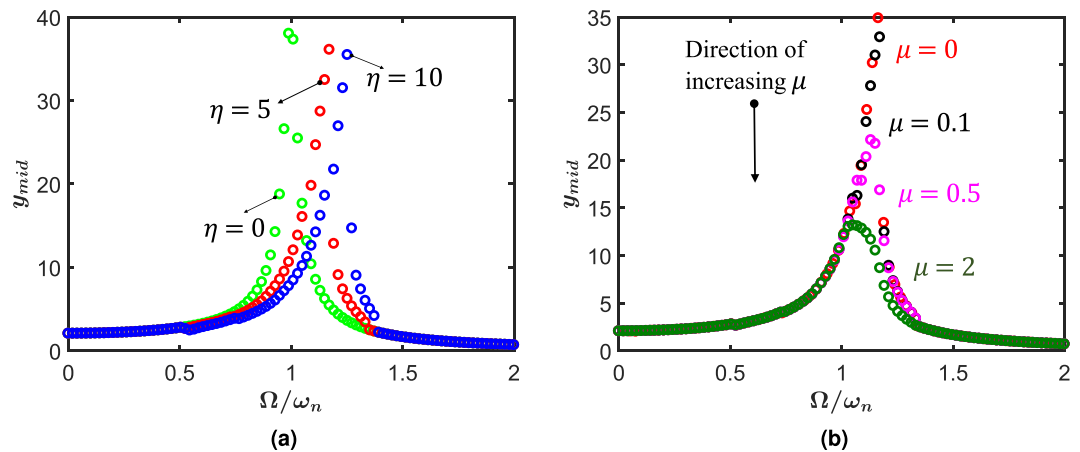 40
30
20
10
0
y_mid
η = 10
η = 5
η = 0
0 0.5 1 1.5 2
Ω/ω_n
(a)
35
30
25
20
15
10
5
0
y_mid
Direction of
increasing μ
μ = 0
μ = 0.1
μ = 0.5
μ = 2
0 0.5 1 1.5 2
Ω/ω_n
(b)